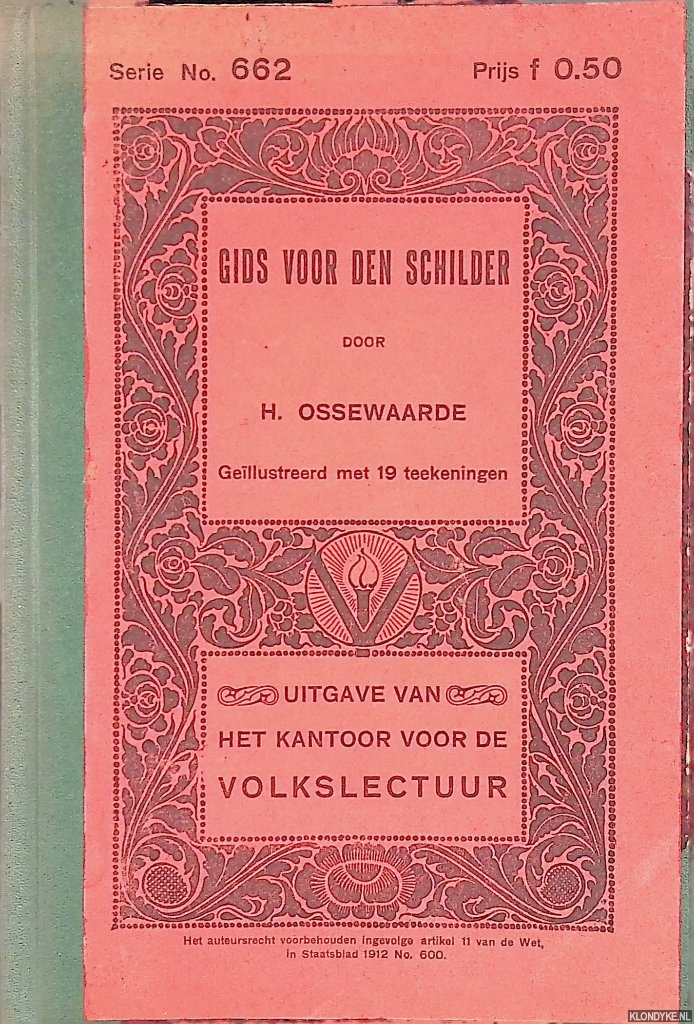 Serie No. 662 Prijs f 0.50
GIDS VOOR DEN SCHILDER
DOOR
H. OSSEWAARDE
Geïllustreerd met 19 teekeningen
UITGAVE VAN
HET KANTOOR VOOR DE
VOLKSLECTUUR
Het auteursrecht voorbehouden ingevolge artikel 11 van de Wet,
in Staatsblad 1912 No. 600.
KLONDYKE.NL